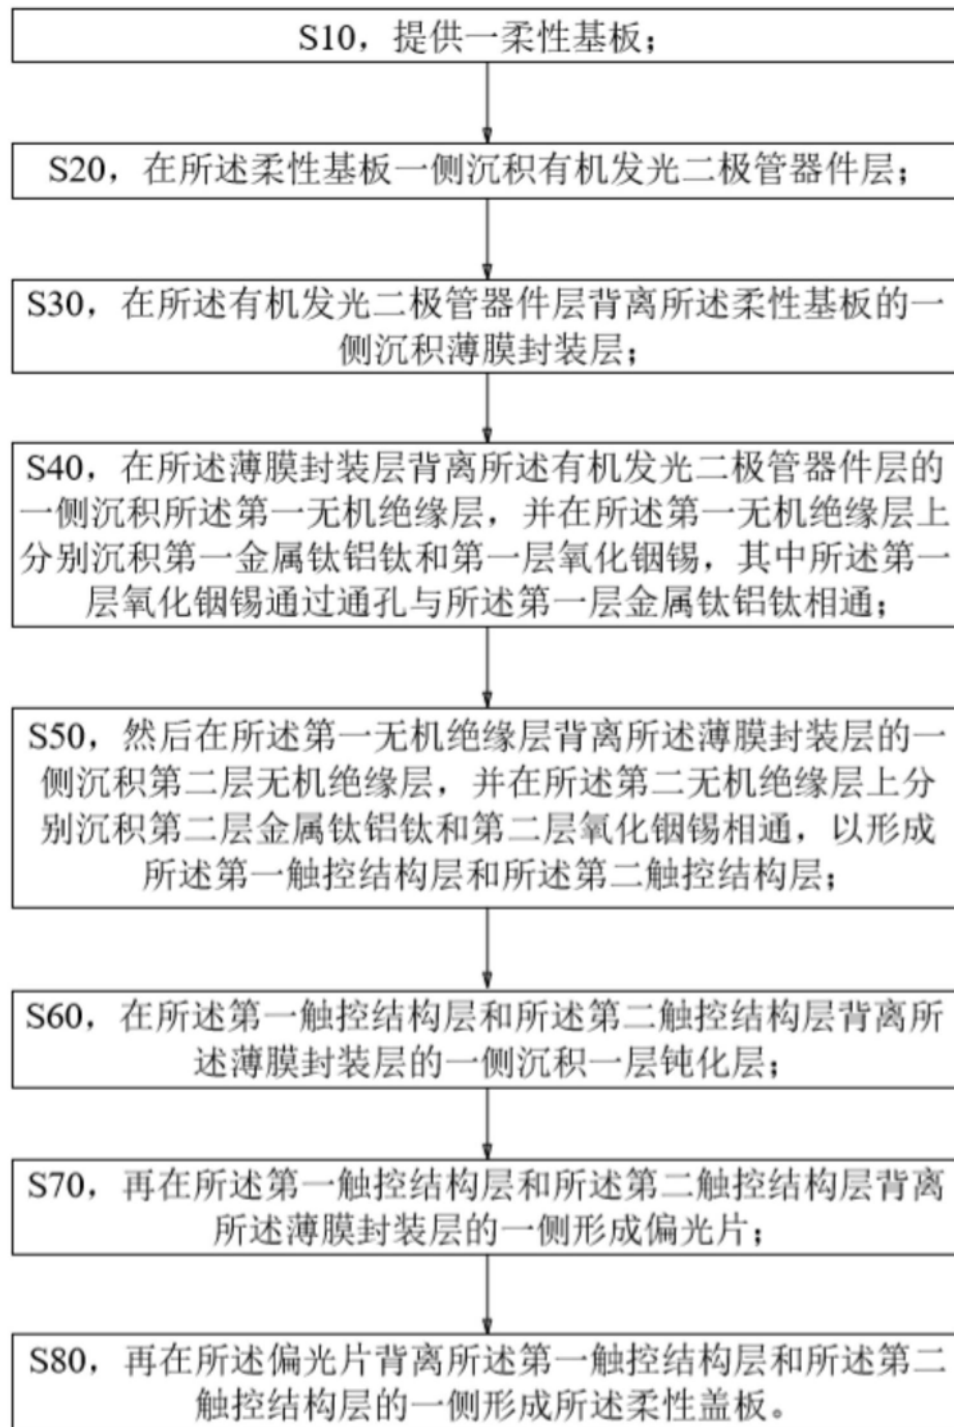 S10，提供一柔性基板；
S20，在所述柔性基板一侧沉积有机发光二极管器件层；
S30，在所述有机发光二极管器件层背离所述柔性基板的一
侧沉积薄膜封装层；
S40，在所述薄膜封装层背离所述有机发光二极管器件层的
一侧沉积所述第一无机绝缘层，并在所述第一无机绝缘层上
分别沉积第一金属钛铝钛和第一层氧化铟锡，其中所述第一
层氧化铟锡通过通孔与所述第一层金属钛铝钛相通；
S50，然后在所述第一无机绝缘层背离所述薄膜封装层的一
侧沉积第二层无机绝缘层，并在所述第二无机绝缘层上分
别沉积第二层金属钛铝钛和第二层氧化铟锡相通，以形成
所述第一触控结构层和所述第二触控结构层；
S60，在所述第一触控结构层和所述第二触控结构层背离所
述薄膜封装层的一侧沉积一层钝化层；
S70，再在所述第一触控结构层和所述第二触控结构层背离
所述薄膜封装层的一侧形成偏光片；
S80，再在所述偏光片背离所述第一触控结构层和所述第二
触控结构层的一侧形成所述柔性盖板。